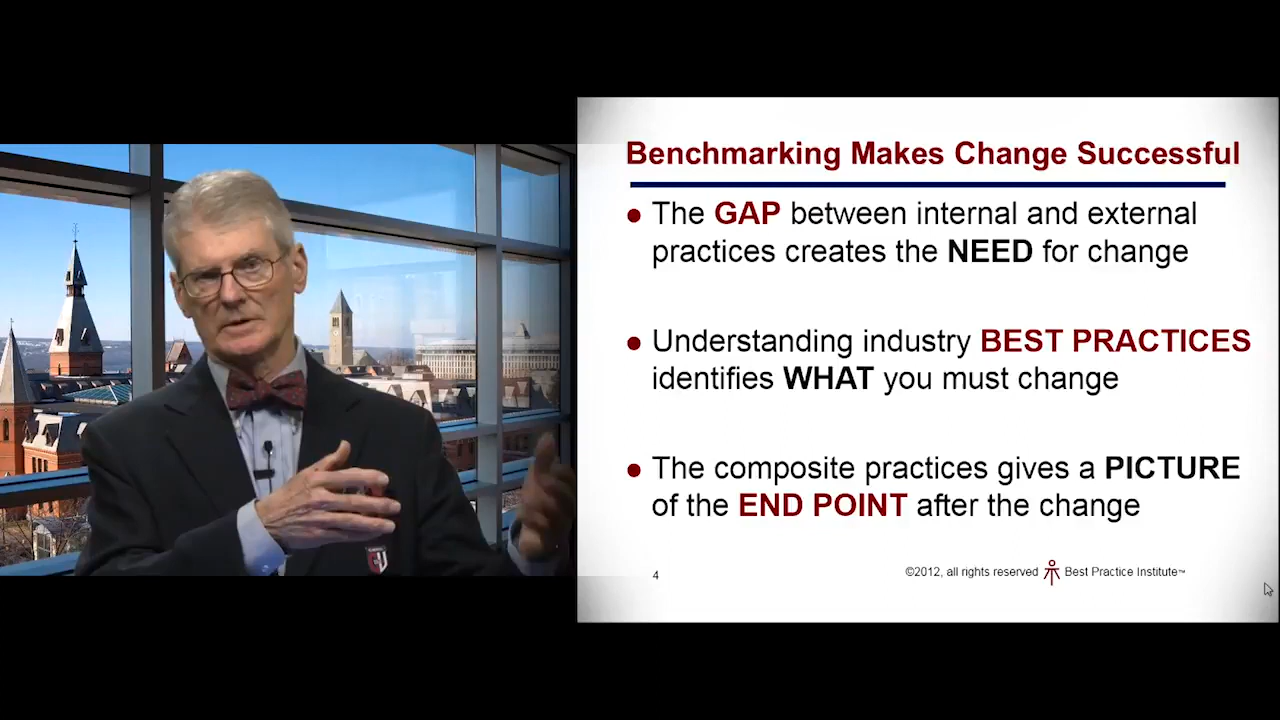 Benchmarking Makes Change Successful
● The GAP between internal and external
practices creates the NEED for change
● Understanding industry BEST PRACTICES
identifies WHAT you must change
● The composite practices gives a PICTURE
of the END POINT after the change
4
©2012, all rights reserved Best Practice Institute™